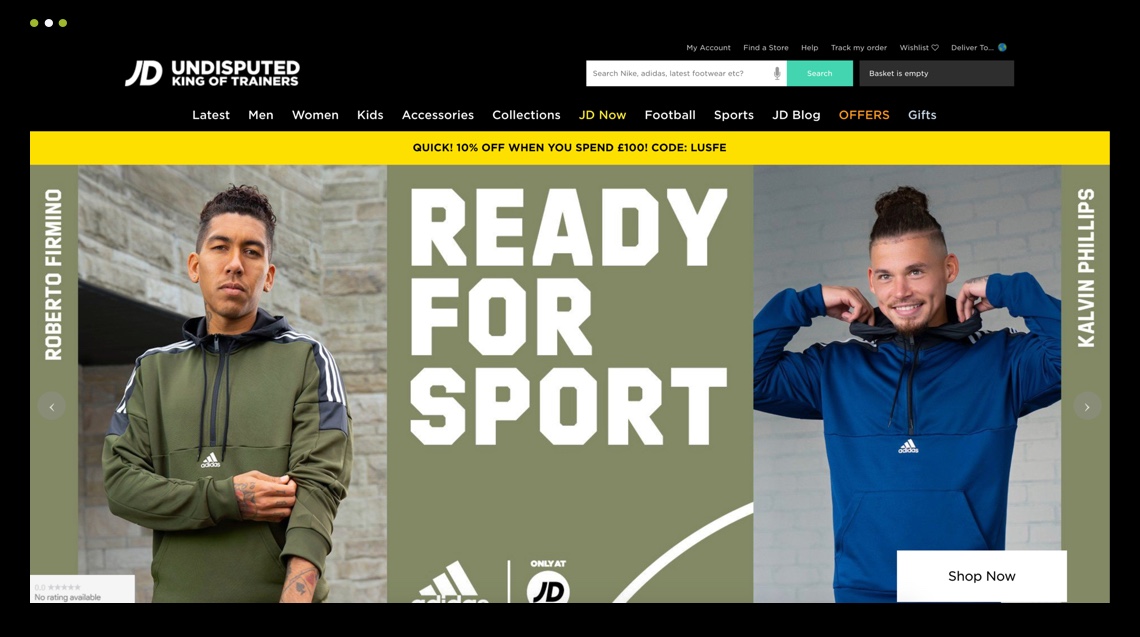 My Account Find a Store Help Track my order Wishlist Deliver To...
JD UNDISPUTED
KING OF TRAINERS
Search Nike, adidas, latest footwear etc? Search Basket is empty
Latest Men Women Kids Accessories Collections JD Now Football Sports JD Blog OFFERS Gifts
QUICK! 10% OFF WHEN YOU SPEND £100! CODE: LUSFE
ROBERTO FIRMINO
READY
FOR
SPORT
KALVIN PHILLIPS
adidas
adidas
ONLY AT
adidas JD
Shop Now
0.0
No rating available